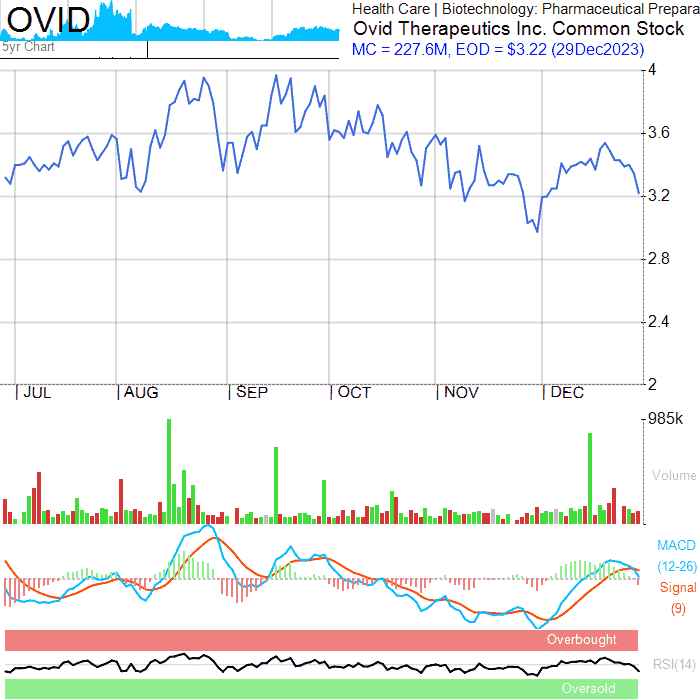 OVID
5yr Chart
Health Care | Biotechnology: Pharmaceutical Prepara
Ovid Therapeutics Inc. Common Stock
MC = 227.6M, EOD = $3.22 (29Dec2023)
4
3.6
3.2
2.8
2.4
2
|JUL |AUG |SEP |OCT |NOV |DEC
985k
Volume
MACD
(12-26)
Signal
(9)
Overbought
RSI(14)
Oversold